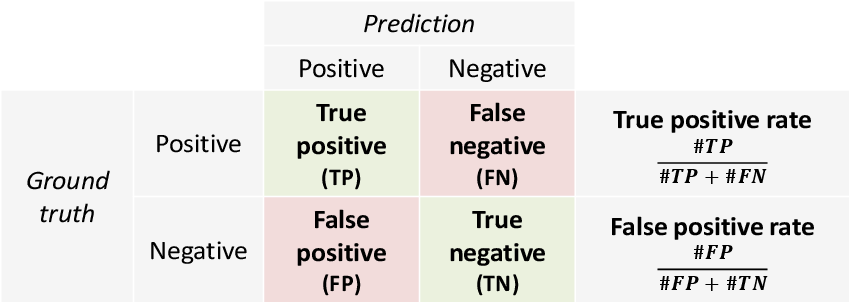 Prediction
Positive Negative
Ground
truth
Positive
True
positive
(TP)
False
negative
(FN)
True positive rate
#TP
#TP + #FN
Negative
False
positive
(FP)
True
negative
(TN)
False positive rate
#FP
#FP + #TN